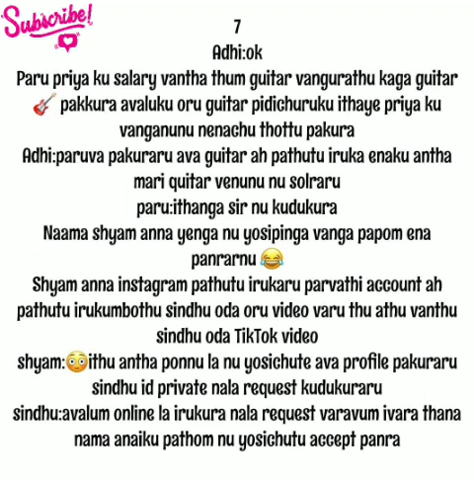 Subscribe!
7
Adhi:ok
Paru priya ku salary vantha thum guitar vangurathu kaga guitar
🎸 pakkura avaluku oru guitar pidichuruku ithaye priya ku
vanganunu nenachu thottu pakura
Adhi:paruva pakuraru ava guitar ah pathutu iruka enaku antha
mari quitar venunu nu solraru
paru:ithanga sir nu kudukura
Naama shyam anna yenga nu yosipinga vanga papom ena
panrarnu 😂
Shyam anna instagram pathutu irukaru parvathi account ah
pathutu irukumbothu sindhu oda oru video varu thu athu vanthu
sindhu oda TikTok video
shyam:😳ithu antha ponnu la nu yosichute ava profile pakuraru
sindhu id private nala request kudukuraru
sindhu:avalum online la irukura nala request varavum ivara thana
nama anaiku pathom nu yosichutu accept panra